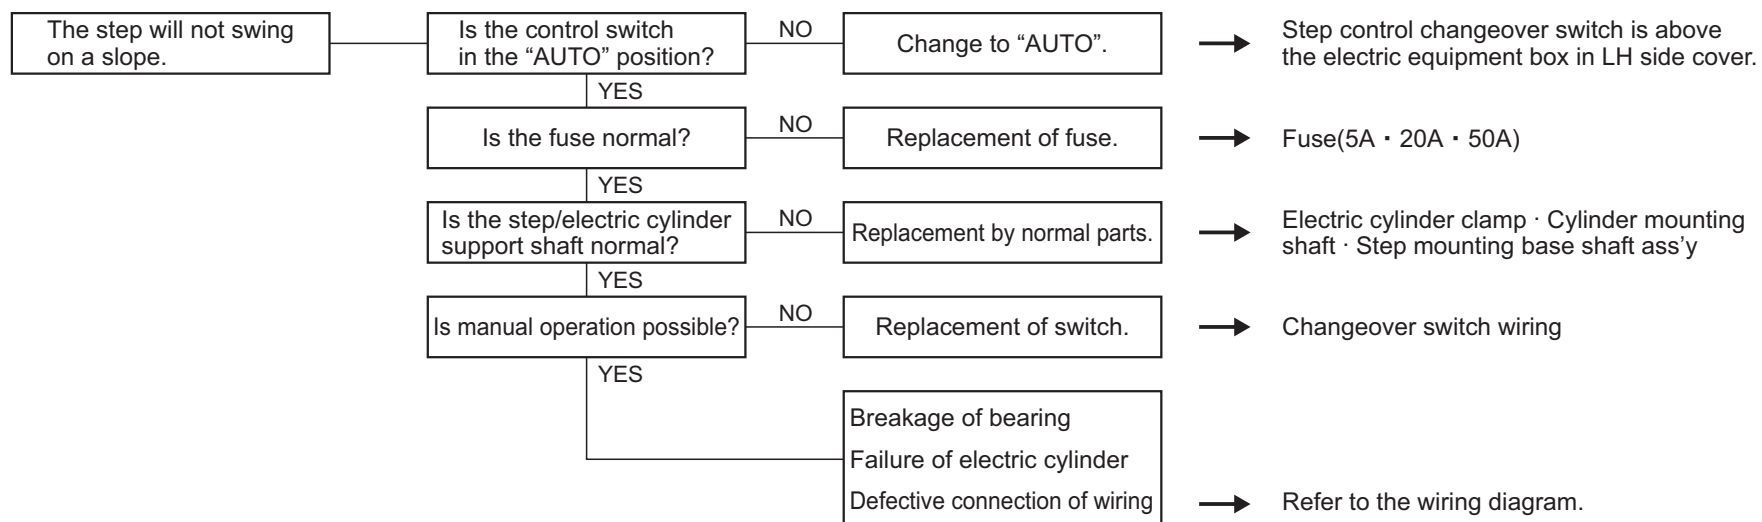 The step will not swing
on a slope.
Is the control switch
in the “AUTO” position?
NO
Change to “AUTO”.
Step control changeover switch is above
the electric equipment box in LH side cover.
YES
Is the fuse normal?
NO
Replacement of fuse.
Fuse(5A・20A・50A)
YES
Is the step/electric cylinder
support shaft normal?
NO
Replacement by normal parts.
Electric cylinder clamp · Cylinder mounting
shaft · Step mounting base shaft ass’y
YES
Is manual operation possible?
NO
Replacement of switch.
Changeover switch wiring
YES
Breakage of bearing
Failure of electric cylinder
Defective connection of wiring
Refer to the wiring diagram.